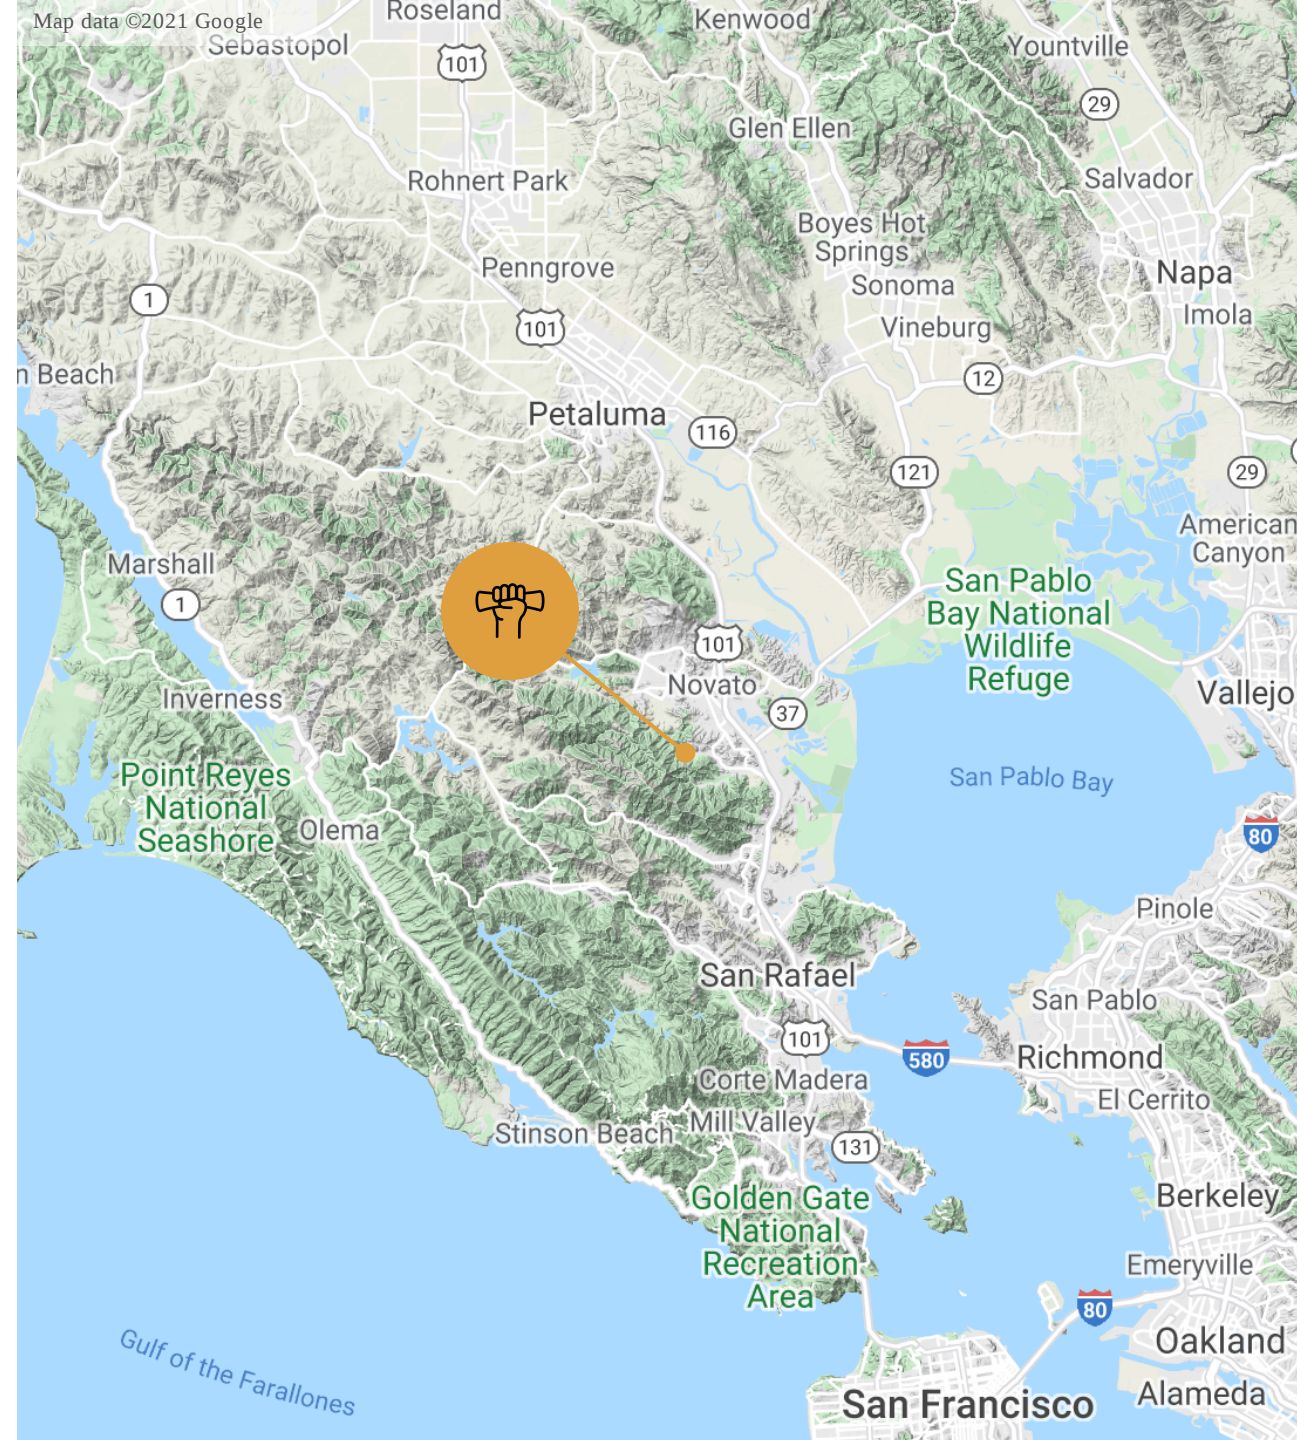 Map data ©2021 Google
Roseland
Kenwood
Sebastopol
Yountville
101
29
Glen Ellen
Rohnert Park
Salvador
Boyes Hot
Springs
Penngrove
Napa
Sonoma
1
Imola
101
Vineburg
n Beach
12
Petaluma
116
121
29
American
Canyon
Marshall
San Pablo
Bay National
Wildlife
Refuge
1
101
Novato
Vallejo
Inverness
37
Point Reyes
National
Seashore
San Pablo Bay
Olema
80
Pinole
San Rafael
San Pablo
101
580
Richmond
Corte Madera
El Cerrito
Mill Valley
Stinson Beach
131
Golden Gate
National
Recreation
Area
Berkeley
Emeryville
80
Gulf of the Farallones
Oakland
Alameda
San Francisco